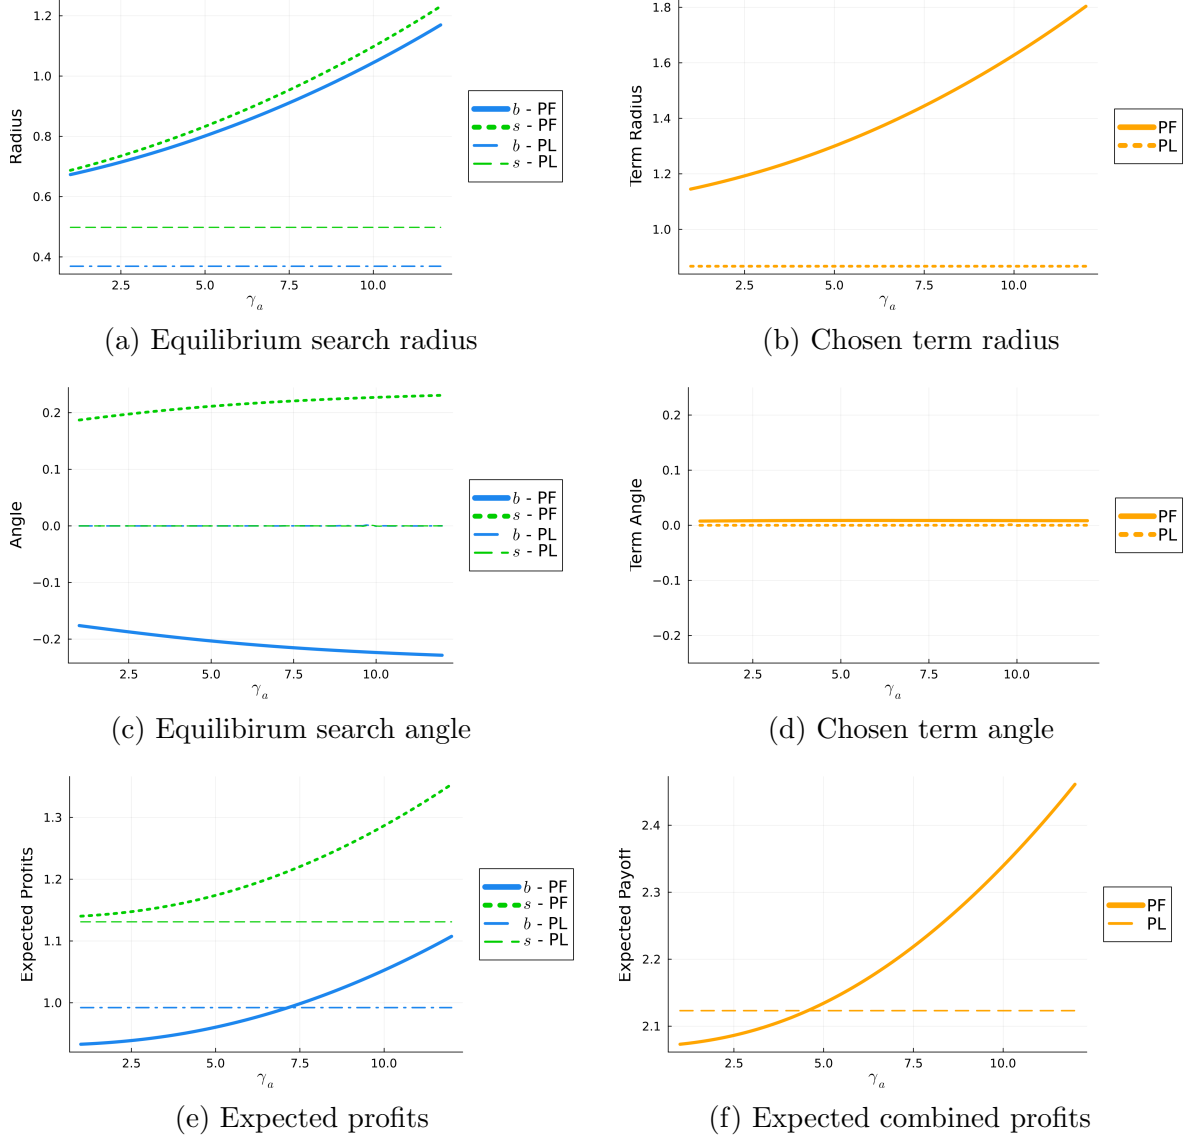 1.2
1.0
0.8
0.6
0.4
Radius
2.5 5.0 7.5 10.0
γ_a
b - PF
s - PF
b - PL
s - PL
(a) Equilibrium search radius
1.8
1.6
1.4
1.2
1.0
Term Radius
2.5 5.0 7.5 10.0
γ_a
PF
PL
(b) Chosen term radius
0.2
0.1
0.0
−0.1
−0.2
Angle
2.5 5.0 7.5 10.0
γ_a
b - PF
s - PF
b - PL
s - PL
(c) Equilibirum search angle
0.2
0.1
0.0
−0.1
−0.2
Term Angle
2.5 5.0 7.5 10.0
γ_a
PF
PL
(d) Chosen term angle
1.3
1.2
1.1
1.0
Expected Profits
2.5 5.0 7.5 10.0
γ_a
b - PF
s - PF
b - PL
s - PL
(e) Expected profits
2.4
2.3
2.2
2.1
Expected Payoff
2.5 5.0 7.5 10.0
γ_a
PF
PL
(f) Expected combined profits